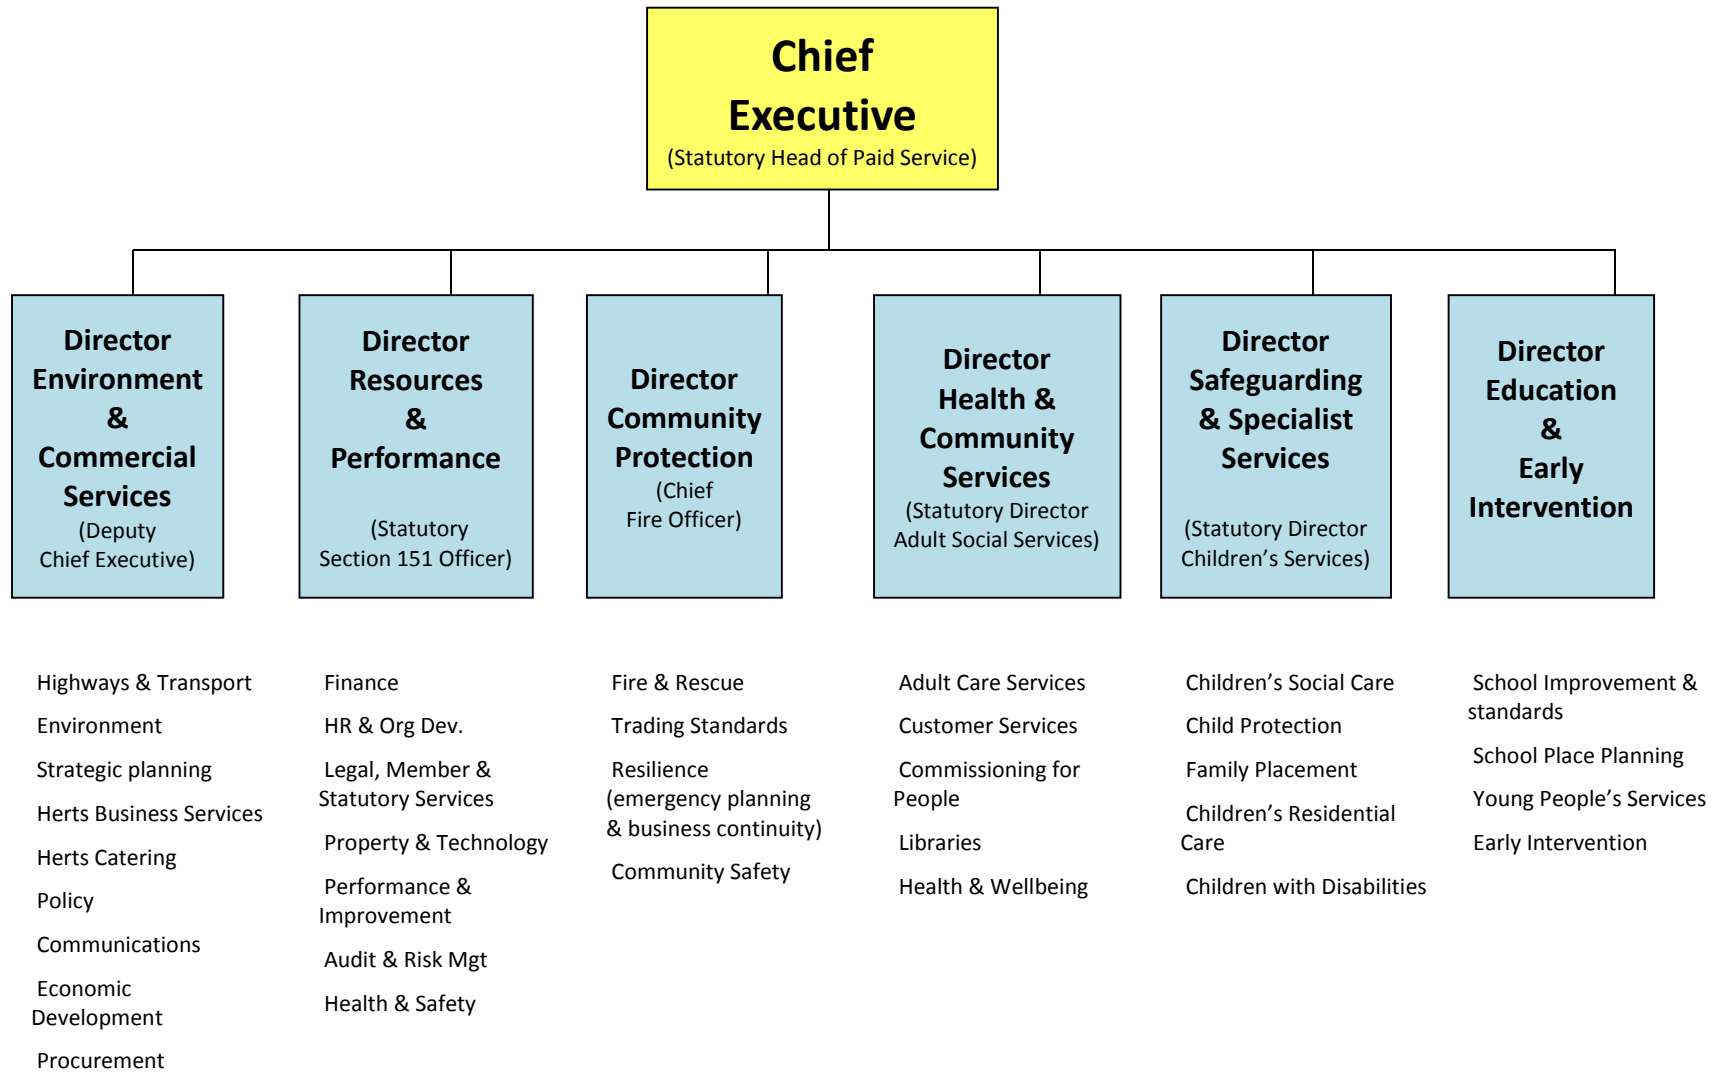 Chief
Executive
(Statutory Head of Paid Service)
Director
Environment
&
Commercial
Services
(Deputy
Chief Executive)
Director
Resources
&
Performance
(Statutory
Section 151 Officer)
Director
Community
Protection
(Chief
Fire Officer)
Director
Health &
Community
Services
(Statutory Director
Adult Social Services)
Director
Safeguarding
& Specialist
Services
(Statutory Director
Children’s Services)
Director
Education
&
Early
Intervention
Highways & Transport
Environment
Strategic planning
Herts Business Services
Herts Catering
Policy
Communications
Economic
Development
Procurement
Finance
HR & Org Dev.
Legal, Member &
Statutory Services
Property & Technology
Performance &
Improvement
Audit & Risk Mgt
Health & Safety
Fire & Rescue
Trading Standards
Resilience
(emergency planning
& business continuity)
Community Safety
Adult Care Services
Customer Services
Commissioning for
People
Libraries
Health & Wellbeing
Children’s Social Care
Child Protection
Family Placement
Children’s Residential
Care
Children with Disabilities
School Improvement &
standards
School Place Planning
Young People’s Services
Early Intervention